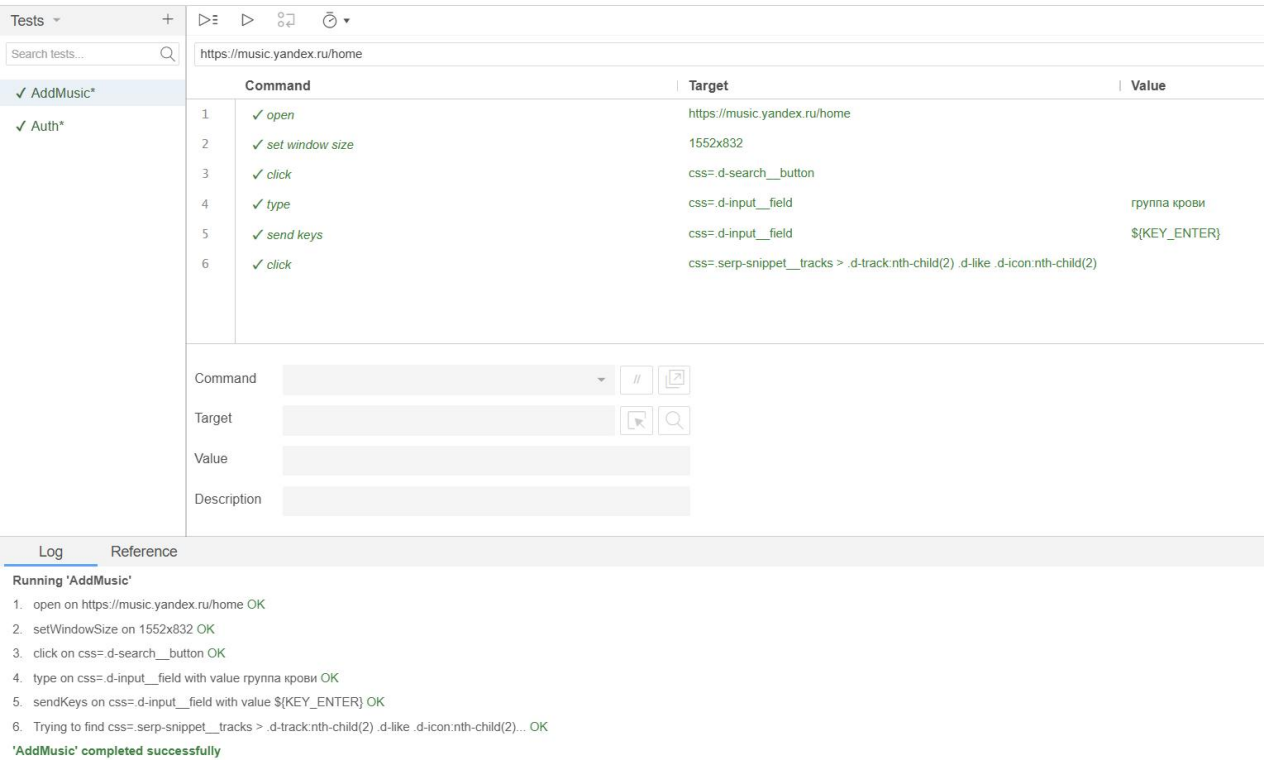 Tests
Search tests...
✓ AddMusic*
✓ Auth*
https://music.yandex.ru/home
Command Target Value
1 ✓ open https://music.yandex.ru/home
2 ✓ set window size 1552x832
3 ✓ click css=.d-search__button
4 ✓ type css=.d-input__field группа крови
5 ✓ send keys css=.d-input__field ${KEY_ENTER}
6 ✓ click css=.serp-snippet__tracks > .d-track:nth-child(2) .d-like .d-icon:nth-child(2)
Command //
Target
Value
Description
Log Reference
Running 'AddMusic'
1. open on https://music.yandex.ru/home OK
2. setWindowSize on 1552x832 OK
3. click on css=.d-search__button OK
4. type on css=.d-input__field with value группа крови OK
5. sendKeys on css=.d-input__field with value ${KEY_ENTER} OK
6. Trying to find css=.serp-snippet__tracks > .d-track:nth-child(2) .d-like .d-icon:nth-child(2)... OK
'AddMusic' completed successfully